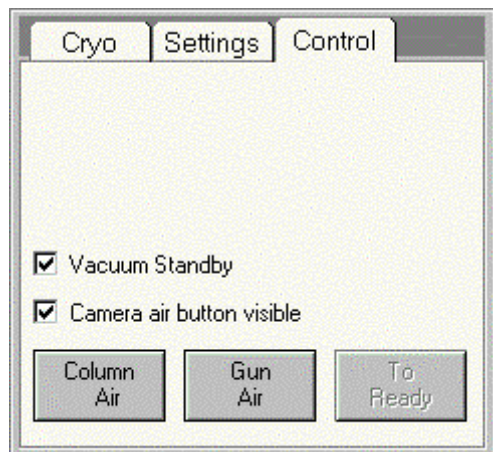 Cryo Settings Control
Vacuum Standby
Camera air button visible
Column Gun To
Air Air Ready